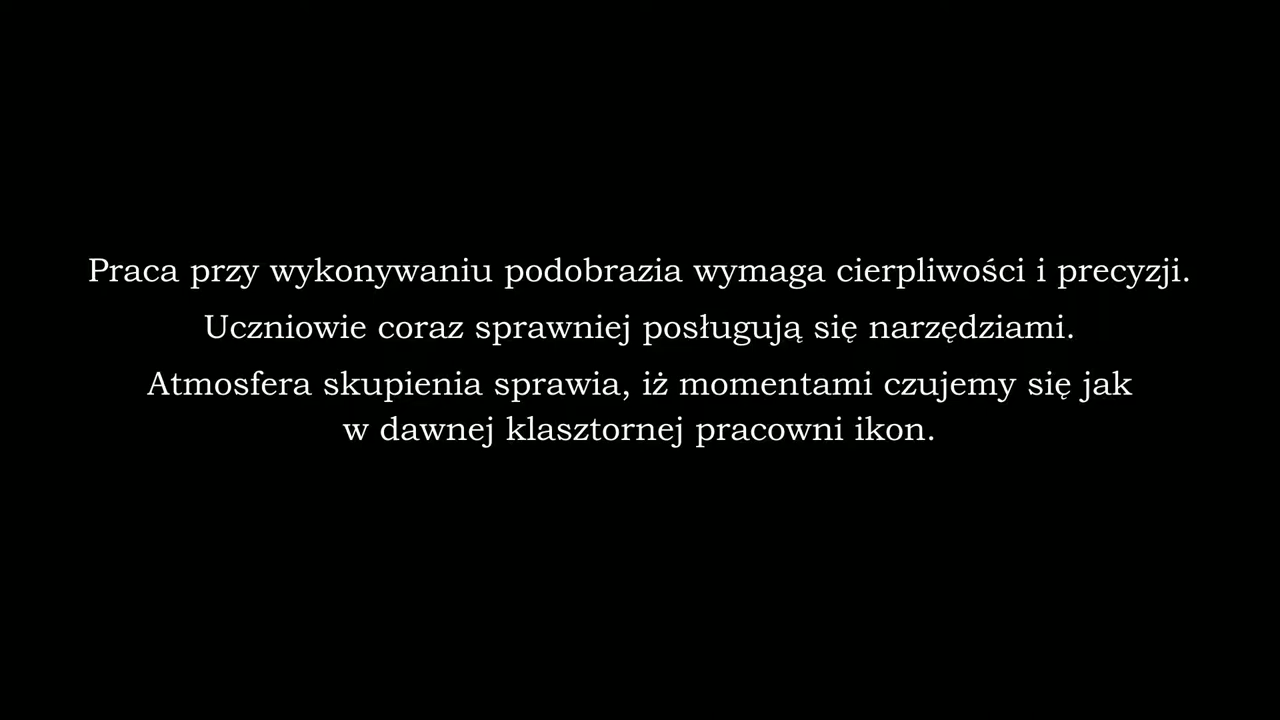 Praca przy wykonywaniu podobrazia wymaga cierpliwości i precyzji.
Uczniowie coraz sprawniej posługują się narzędziami.
Atmosfera skupienia sprawia, iż momentami czujemy się jak
w dawnej klasztornej pracowni ikon.